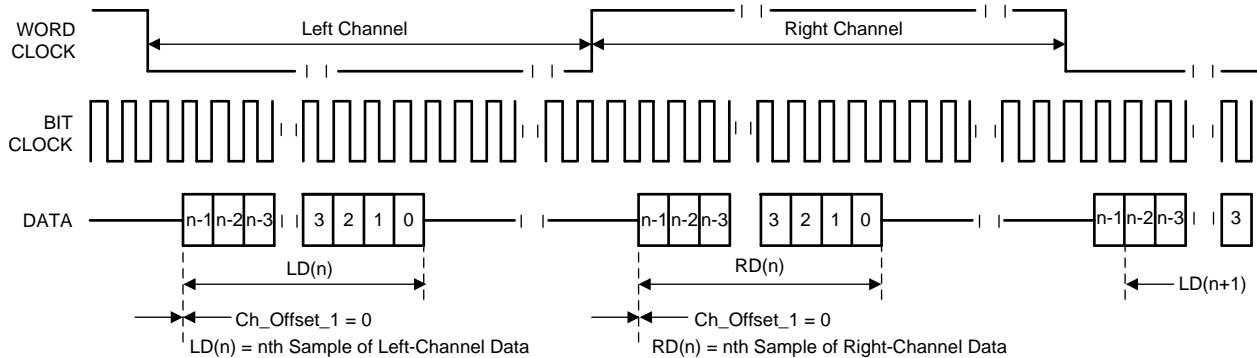 WORD
CLOCK
Left Channel
Right Channel
BIT
CLOCK
DATA
n-1 n-2 n-3 3 2 1 0 n-1 n-2 n-3 3 2 1 0 n-1 n-2 n-3 3
LD(n) RD(n) LD(n+1)
Ch_Offset_1 = 0 Ch_Offset_1 = 0
LD(n) = nth Sample of Left-Channel Data RD(n) = nth Sample of Right-Channel Data